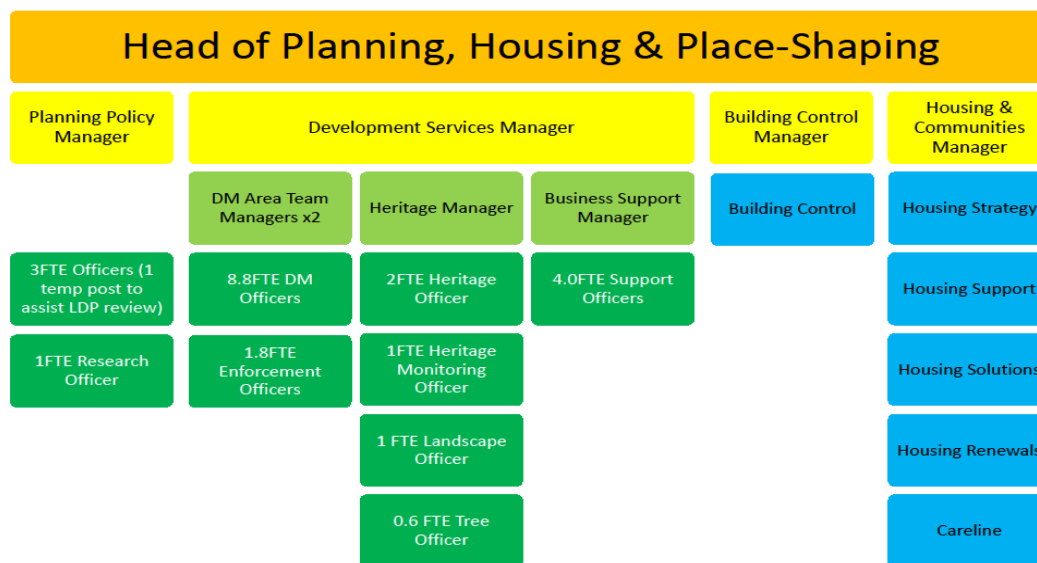 Head of Planning, Housing & Place-Shaping
Planning Policy
Manager
Development Services Manager
Building Control
Manager
Housing &
Communities
Manager
DM Area Team
Managers x2
Heritage Manager
Business Support
Manager
Building Control
Housing Strategy
3FTE Officers (1
temp post to
assist LDP review)
8.8FTE DM
Officers
2FTE Heritage
Officer
4.0FTE Support
Officers
Housing Support
1FTE Research
Officer
1.8FTE
Enforcement
Officers
1FTE Heritage
Monitoring
Officer
Housing Solutions
1 FTE Landscape
Officer
Housing Renewals
0.6 FTE Tree
Officer
Careline